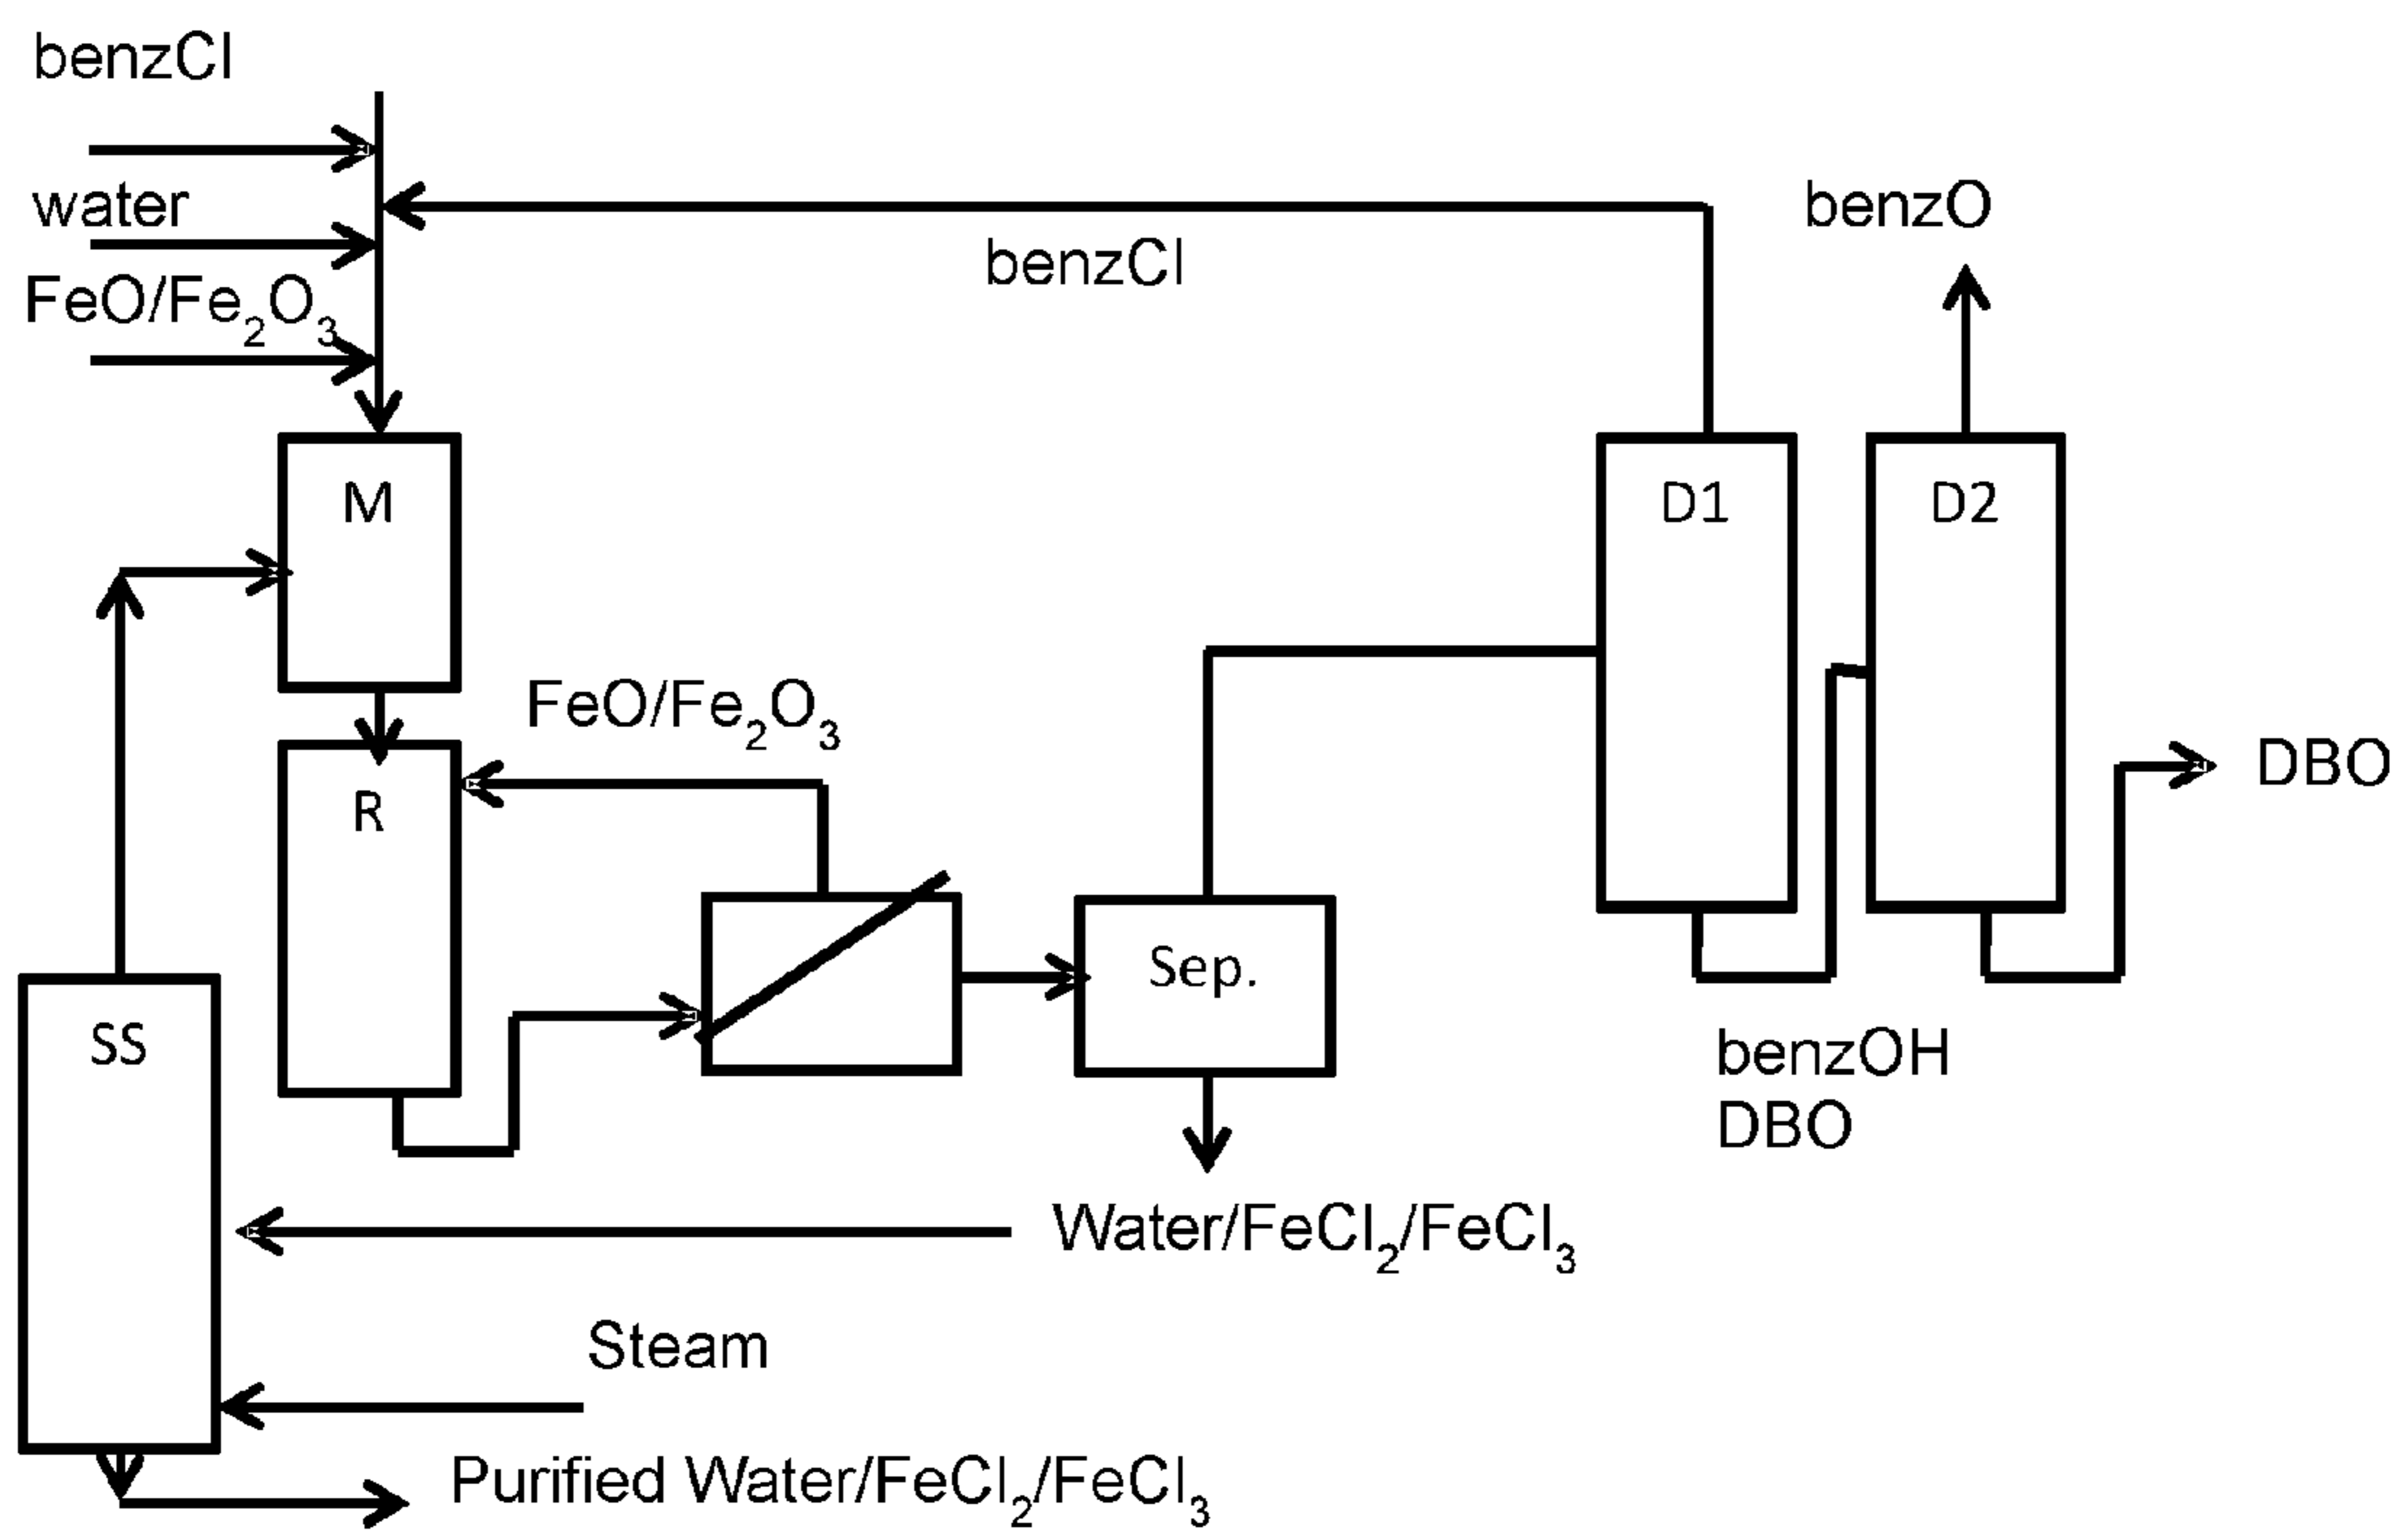 benzCl
water
FeO/Fe₂O₃
benzCl
benzO
M
D1
D2
FeO/Fe₂O₃
R
DBO
Sep.
SS
benzOH
DBO
Water/FeCl₂/FeCl₃
Steam
Purified Water/FeCl₂/FeCl₃